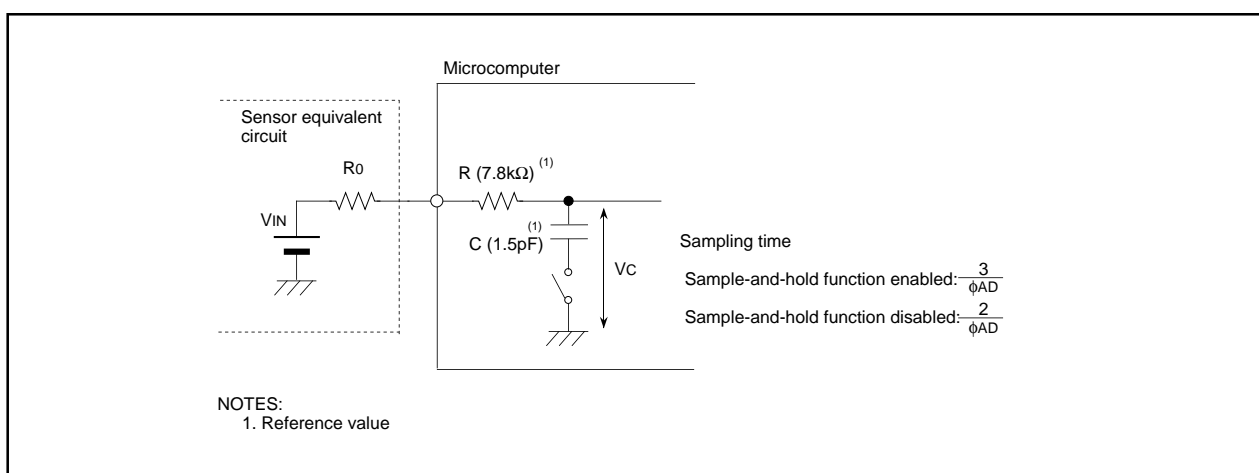 Microcomputer
Sensor equivalent
circuit
R0
R (7.8kΩ) (1)
VIN
(1)
C (1.5pF)
VC
Sampling time
Sample-and-hold function enabled: 3/ϕAD
Sample-and-hold function disabled: 2/ϕAD
NOTES:
1. Reference value